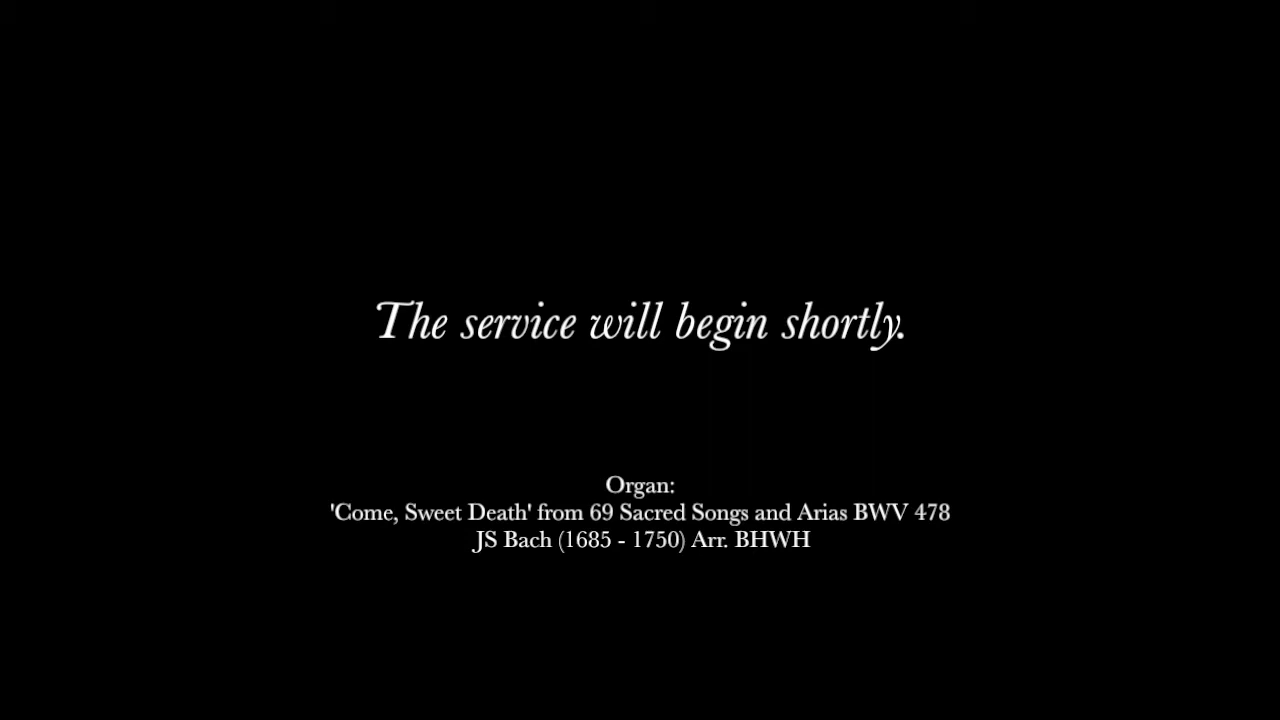 The service will begin shortly.
Organ:
'Come, Sweet Death' from 69 Sacred Songs and Arias BWV 478
JS Bach (1685 - 1750) Arr. BHWH